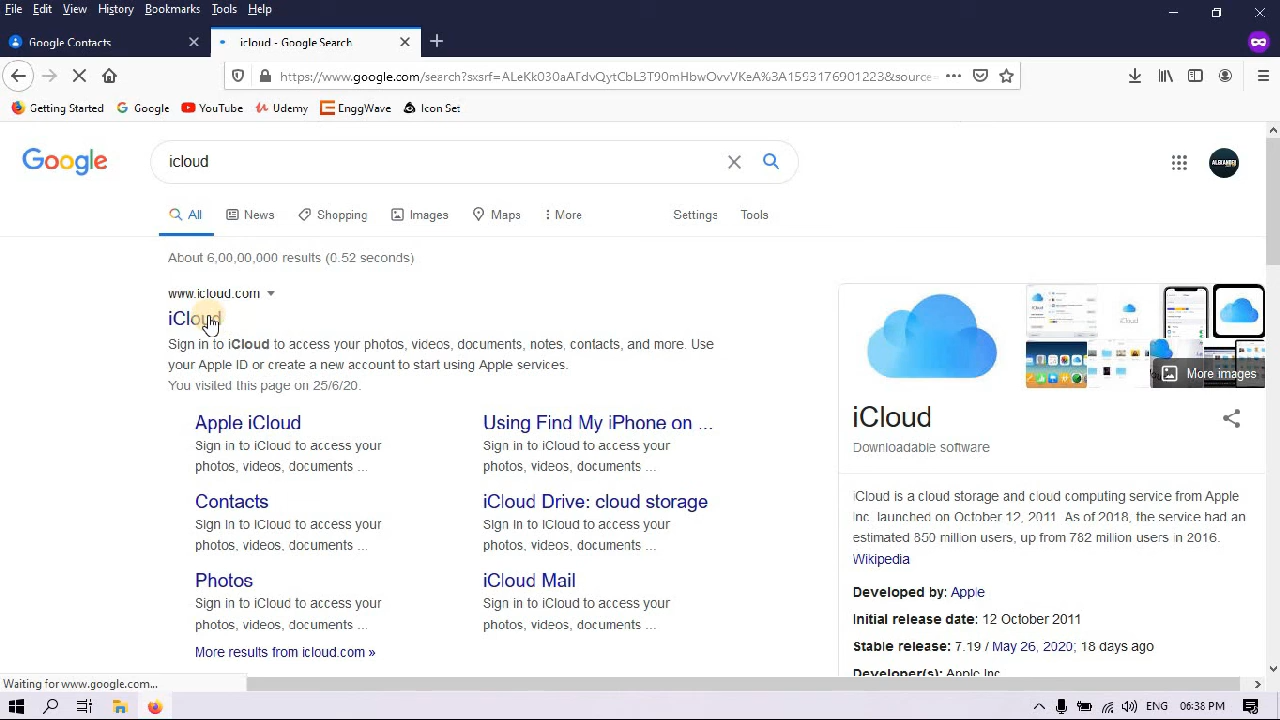 File Edit View History Bookmarks Tools Help
Google Contacts
icloud - Google Search
https://www.google.com/search?sxsrf=ALeKk030aAFdvQytCbL3T90mHbwOvvVKeA%3A1593176901223&source
Getting Started Google YouTube Udemy EnggWave Icon Set
Google
icloud
ALEXANDER
All News Shopping Images Maps More Settings Tools
About 6,00,00,000 results (0.52 seconds)
www.icloud.com
iCloud
Sign in to iCloud to access your photos, videos, documents, notes, contacts, and more. Use
your Apple ID or create a new account to start using Apple services.
You visited this page on 25/6/20.
Apple iCloud
Sign in to iCloud to access your
photos, videos, documents ...
Using Find My iPhone on ...
Sign in to iCloud to access your
photos, videos, documents ...
Contacts
Sign in to iCloud to access your
photos, videos, documents ...
iCloud Drive: cloud storage
Sign in to iCloud to access your
photos, videos, documents ...
Photos
Sign in to iCloud to access your
photos, videos, documents ...
iCloud Mail
Sign in to iCloud to access your
photos, videos, documents ...
More results from icloud.com »
iCloud
More images
iCloud
Downloadable software
iCloud is a cloud storage and cloud computing service from Apple
Inc. launched on October 12, 2011. As of 2018, the service had an
estimated 850 million users, up from 782 million users in 2016.
Wikipedia
Developed by: Apple
Initial release date: 12 October 2011
Stable release: 7.19 / May 26, 2020; 18 days ago
Developer(s): Apple Inc
Waiting for www.google.com...
ENG 06:38 PM